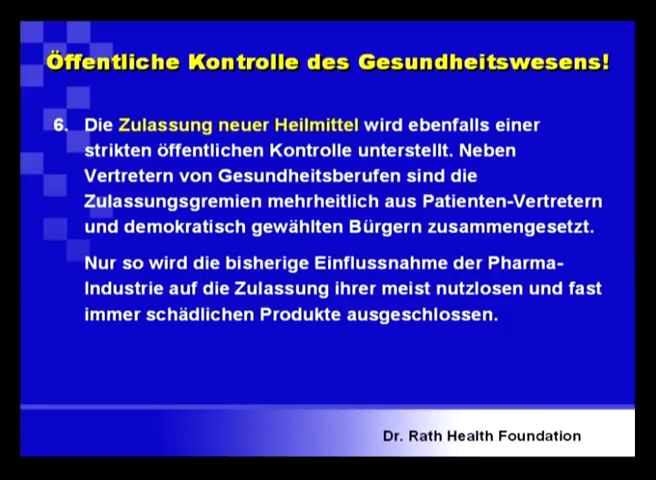 Öffentliche Kontrolle des Gesundheitswesens!
6. Die Zulassung neuer Heilmittel wird ebenfalls einer
strikten öffentlichen Kontrolle unterstellt. Neben
Vertretern von Gesundheitsberufen sind die
Zulassungsgremien mehrheitlich aus Patienten-Vertretern
und demokratisch gewählten Bürgern zusammengesetzt.
Nur so wird die bisherige Einflussnahme der Pharma-
Industrie auf die Zulassung ihrer meist nutzlosen und fast
immer schädlichen Produkte ausgeschlossen.
Dr. Rath Health Foundation